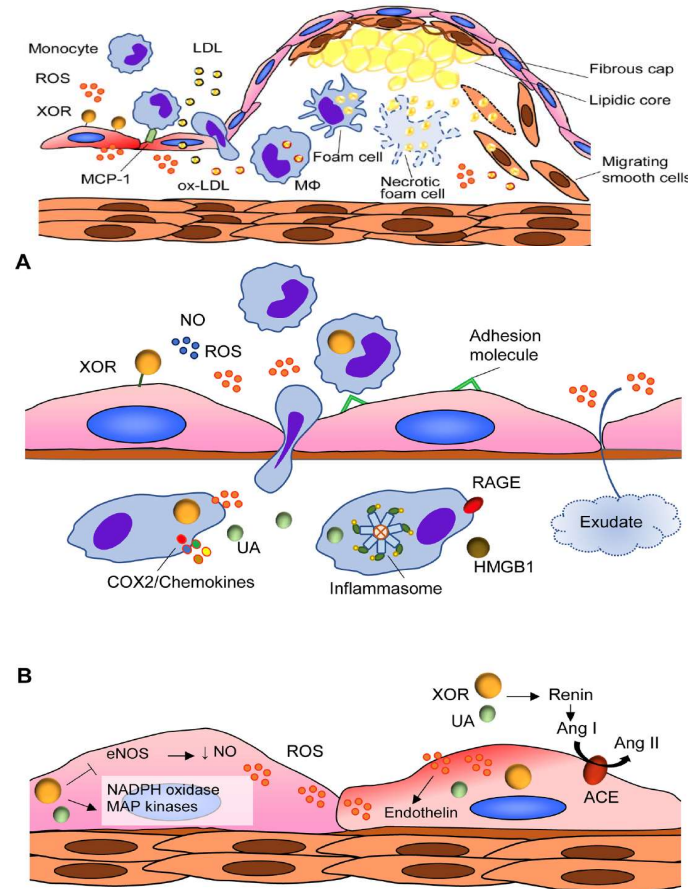 Monocyte
LDL
ROS
XOR
Fibrous cap
Lipidic core
MCP-1
ox-LDL
MΦ
Foam cell
Necrotic
foam cell
Migrating
smooth cells
A
NO
ROS
XOR
Adhesion
molecule
RAGE
UA
HMGB1
Exudate
COX2/Chemokines
Inflammasome
B
XOR
Renin
UA
Ang I
Ang II
eNOS
↓ NO
ROS
NADPH oxidase
MAP kinases
Endothelin
ACE